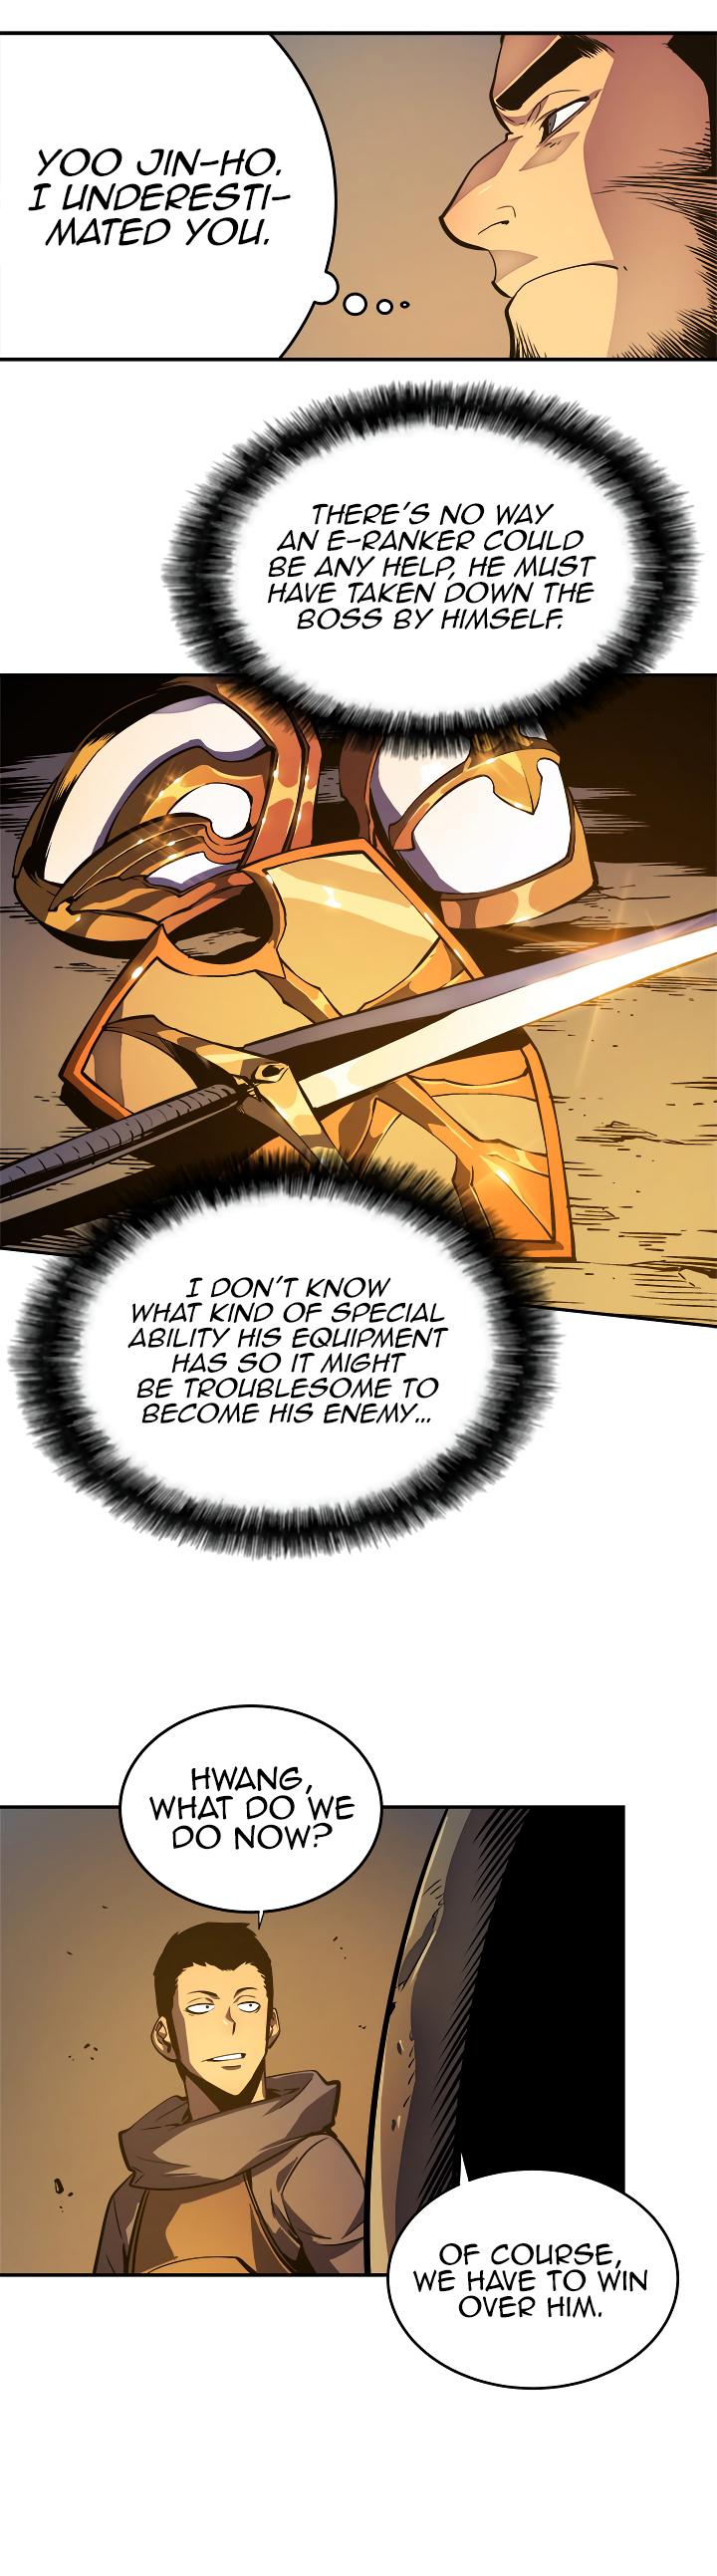 YOO JIN-HO.
I UNDERESTI-
MATED YOU.
THERE'S NO WAY
AN E-RANKER COULD
BE ANY HELP, HE MUST
HAVE TAKEN DOWN THE
BOSS BY HIMSELF.
I DON'T KNOW
WHAT KIND OF SPECIAL
ABILITY HIS EQUIPMENT
HAS SO IT MIGHT
BE TROUBLESOME TO
BECOME HIS ENEMY...
HWANG,
WHAT DO WE
DO NOW?
OF COURSE,
WE HAVE TO WIN
OVER HIM.